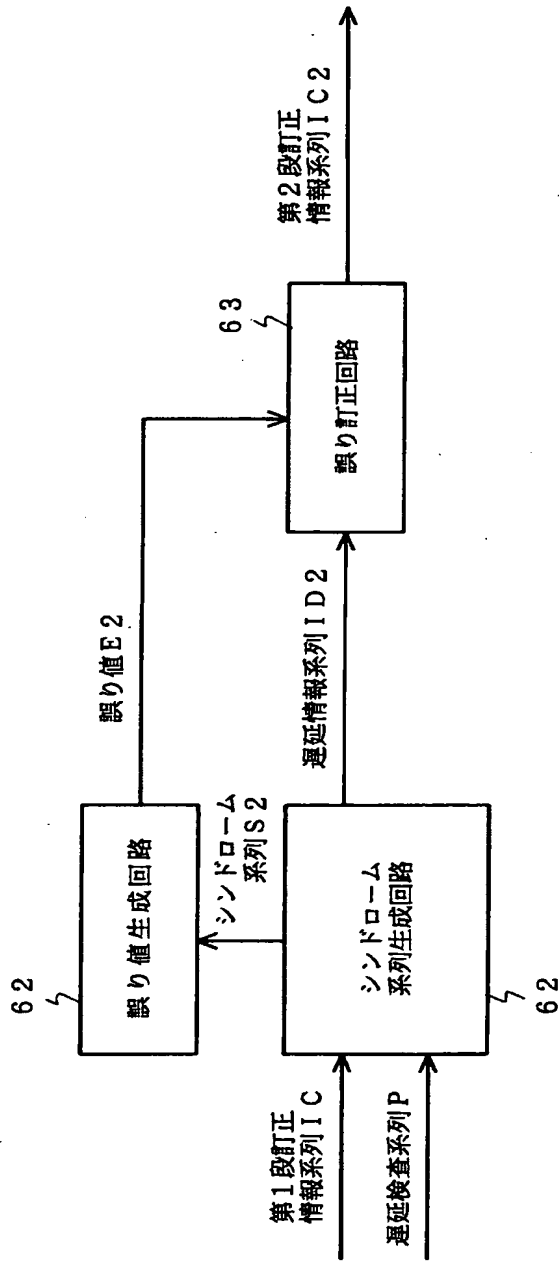 62
誤り値生成回路
誤り値E2
シンドローム
系列S2
63
誤り訂正回路
第2段訂正
情報系列IC2
第1段訂正
情報系列IC
遅延検査系列P
シンドローム
系列生成回路
62
遅延情報系列ID2